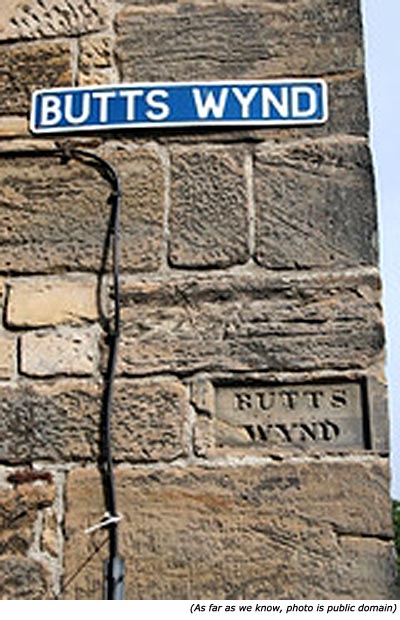 BUTTS WYND
BUTTS
WYND
(As far as we know, photo is public domain)